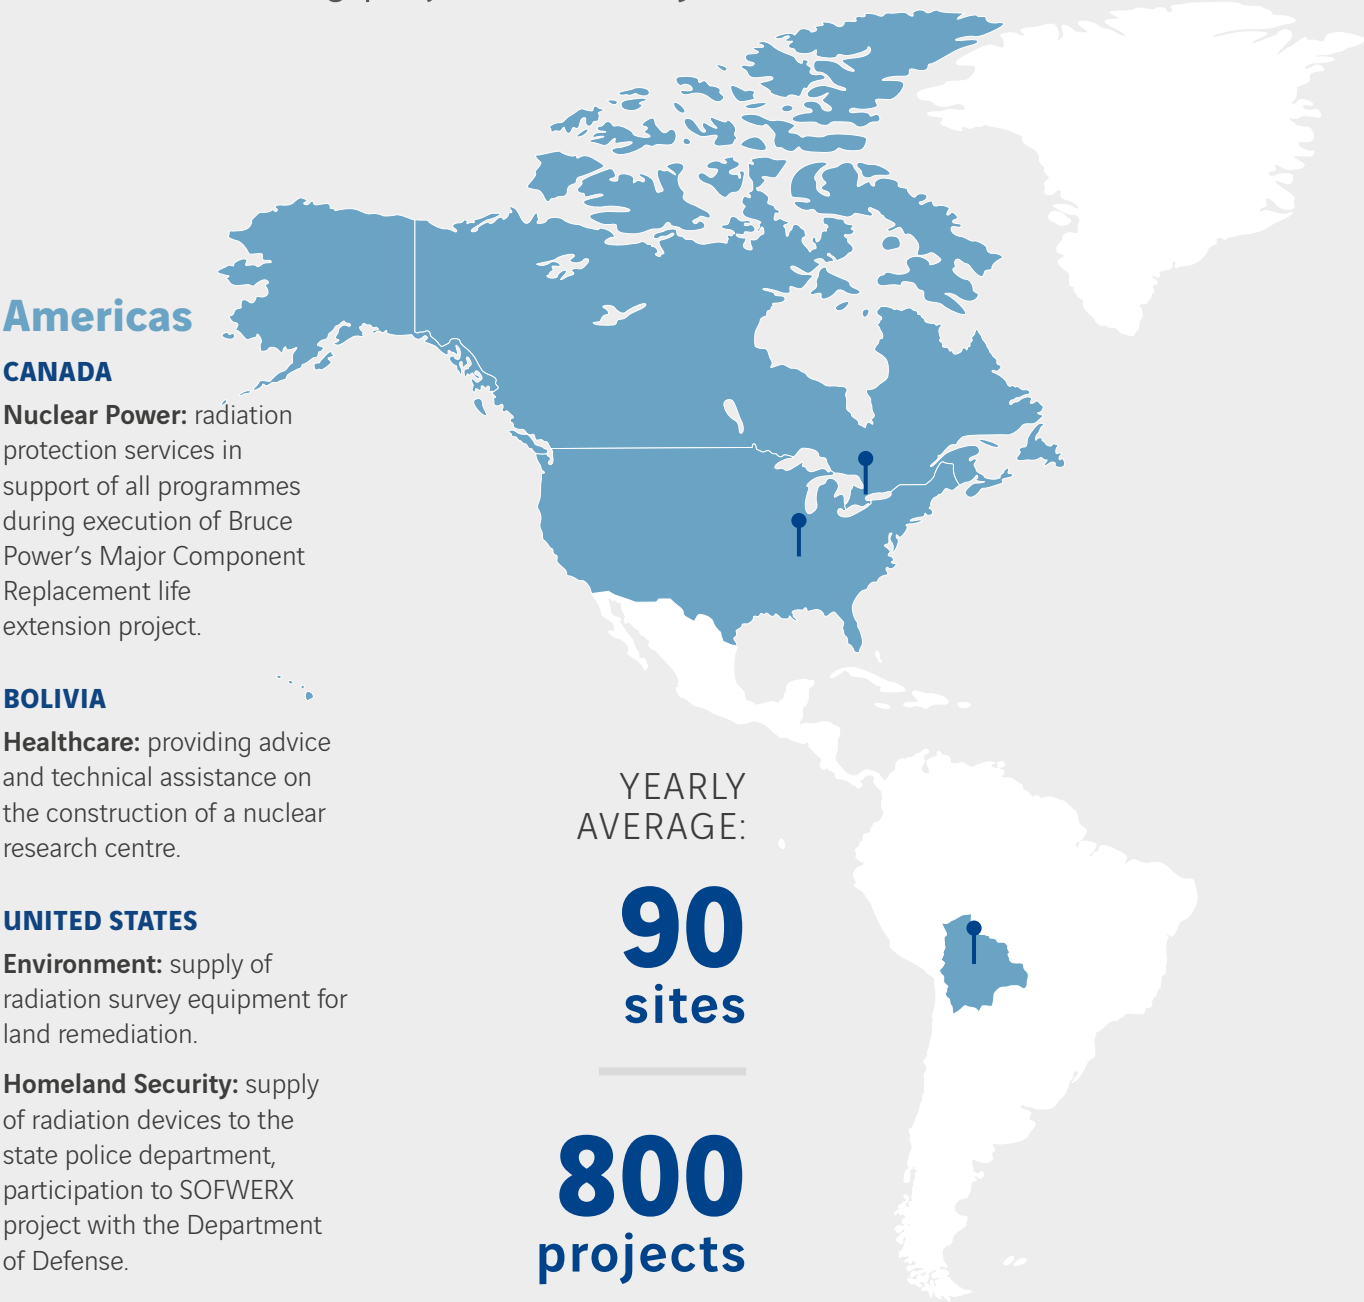 Americas
CANADA
Nuclear Power: radiation
protection services in
support of all programmes
during execution of Bruce
Power's Major Component
Replacement life
extension project.
BOLIVIA
Healthcare: providing advice
and technical assistance on
the construction of a nuclear
research centre.
UNITED STATES
Environment: supply of
radiation survey equipment for
land remediation.
Homeland Security: supply
of radiation devices to the
state police department,
participation to SOFWERX
project with the Department
of Defense.
YEARLY
AVERAGE:
90
sites
800
projects